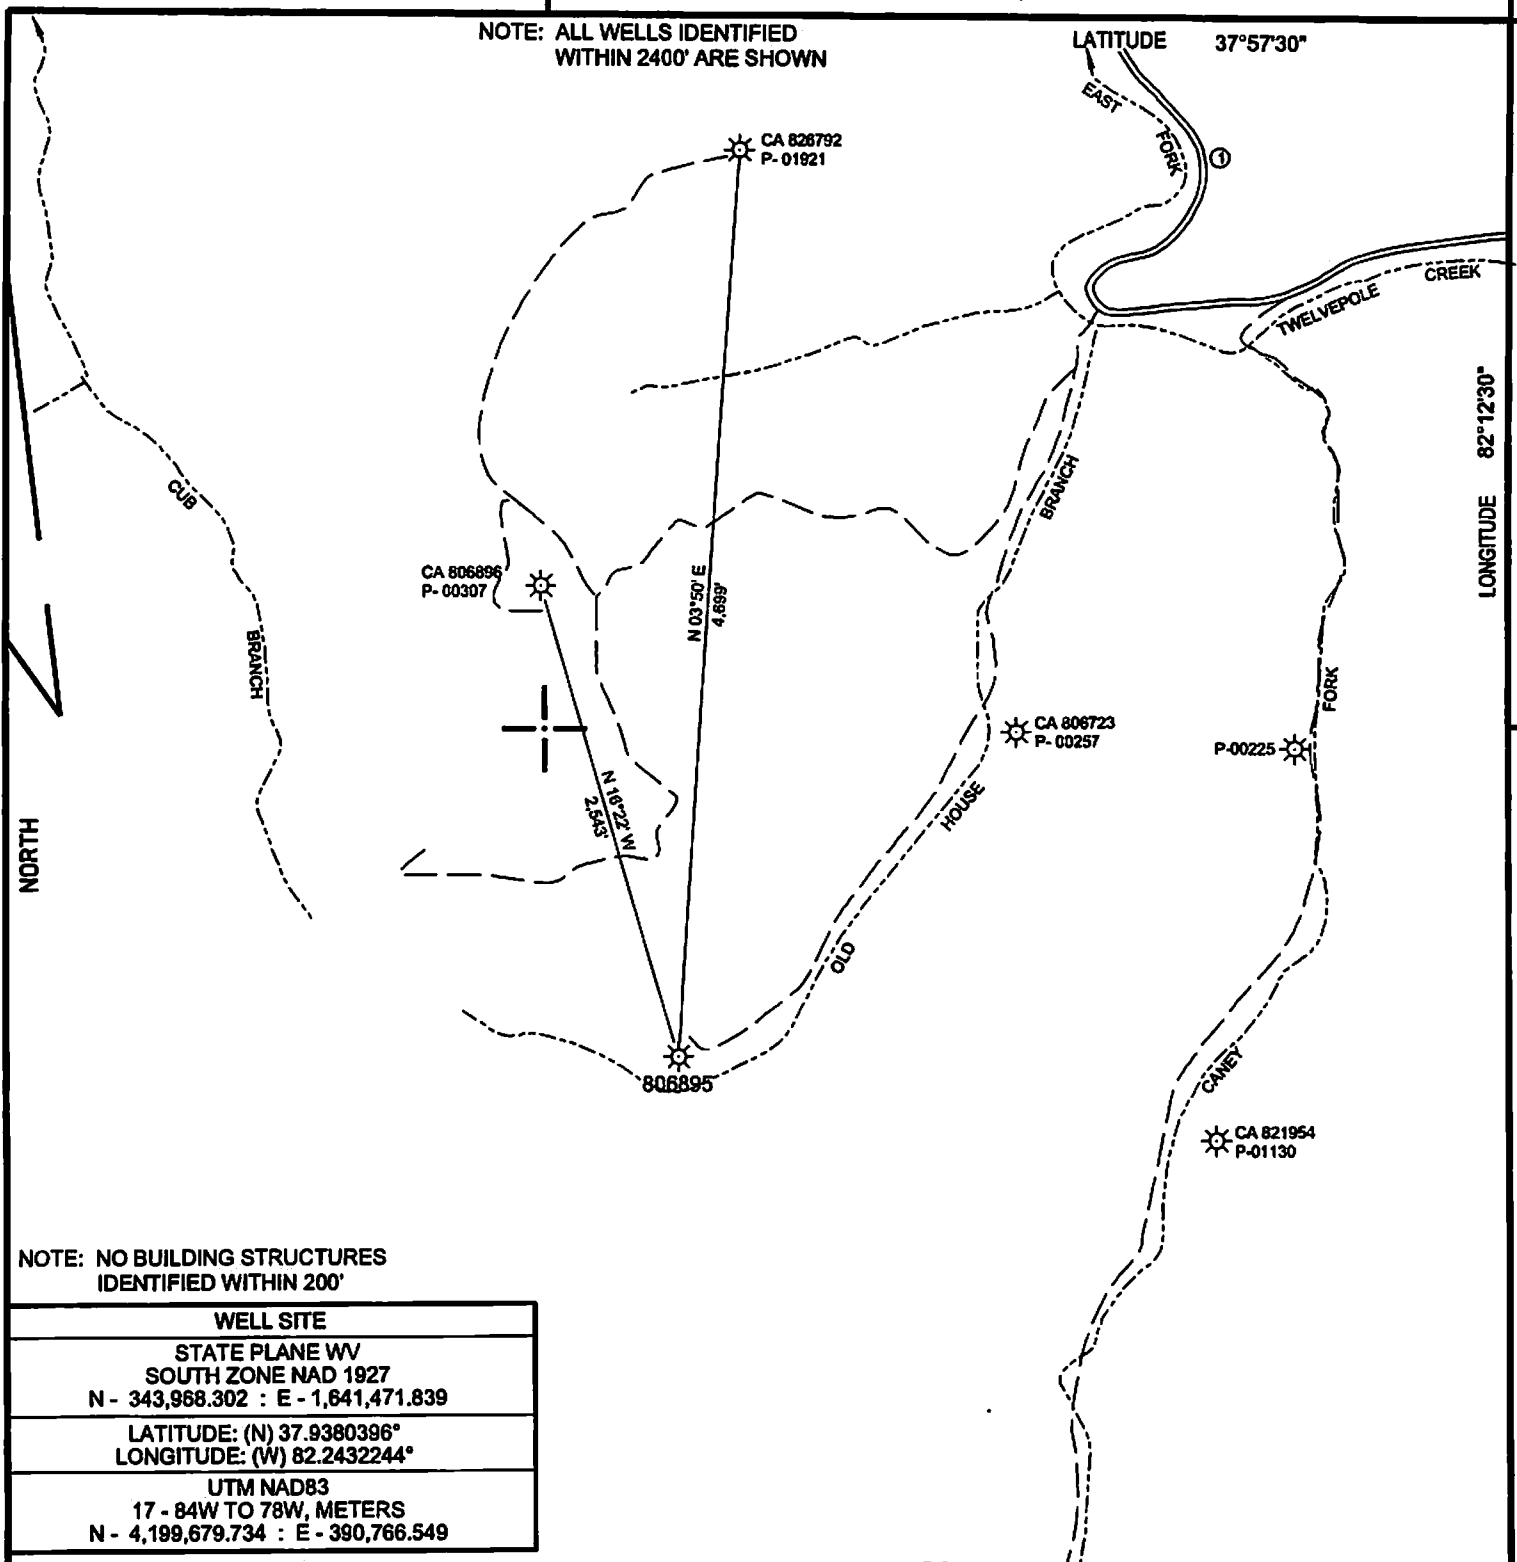 NOTE: ALL WELLS IDENTIFIED
WITHIN 2400' ARE SHOWN
LATITUDE 37°57'30"
EAST
FORK
1
CA 826792
P- 01921
CREEK
TWELVEPOLE
LONGITUDE 82°12'30"
CUB
BRANCH
BRANCH
CA 806896
P- 00307
N 03°50' E
4,699'
FORK
CA 806723
P- 00257
P-00225
N 16°22' W
2,543'
HOUSE
NORTH
OLD
806895
CANEY
CA 821954
P-01130
NOTE: NO BUILDING STRUCTURES
IDENTIFIED WITHIN 200'
WELL SITE
STATE PLANE WV
SOUTH ZONE NAD 1927
N - 343,968.302 : E - 1,641,471.839
LATITUDE: (N) 37.9380396°
LONGITUDE: (W) 82.2432244°
UTM NAD83
17 - 84W TO 78W, METERS
N - 4,199,679.734 : E - 390,766.549